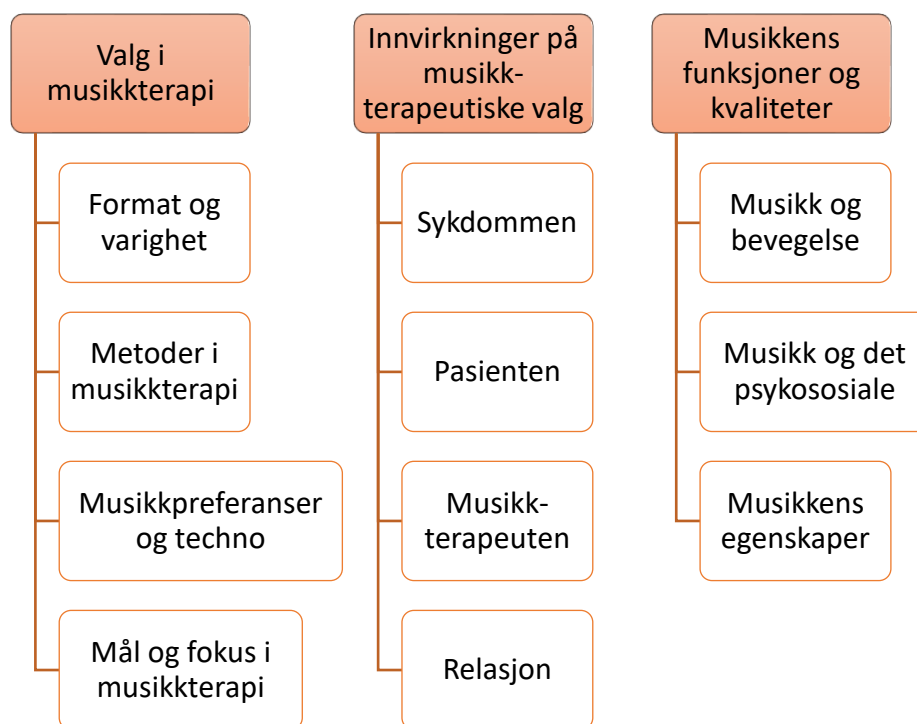 Valg i
musikkterapi
Format og
varighet
Metoder i
musikkterapi
Musikkpreferanser
og techno
Mål og fokus i
musikkterapi
Innvirkninger på
musikk-
terapeutiske valg
Sykdommen
Pasienten
Musikk-
terapeuten
Relasjon
Musikkens
funksjoner og
kvaliteter
Musikk og
bevegelse
Musikk og det
psykososiale
Musikkens
egenskaper